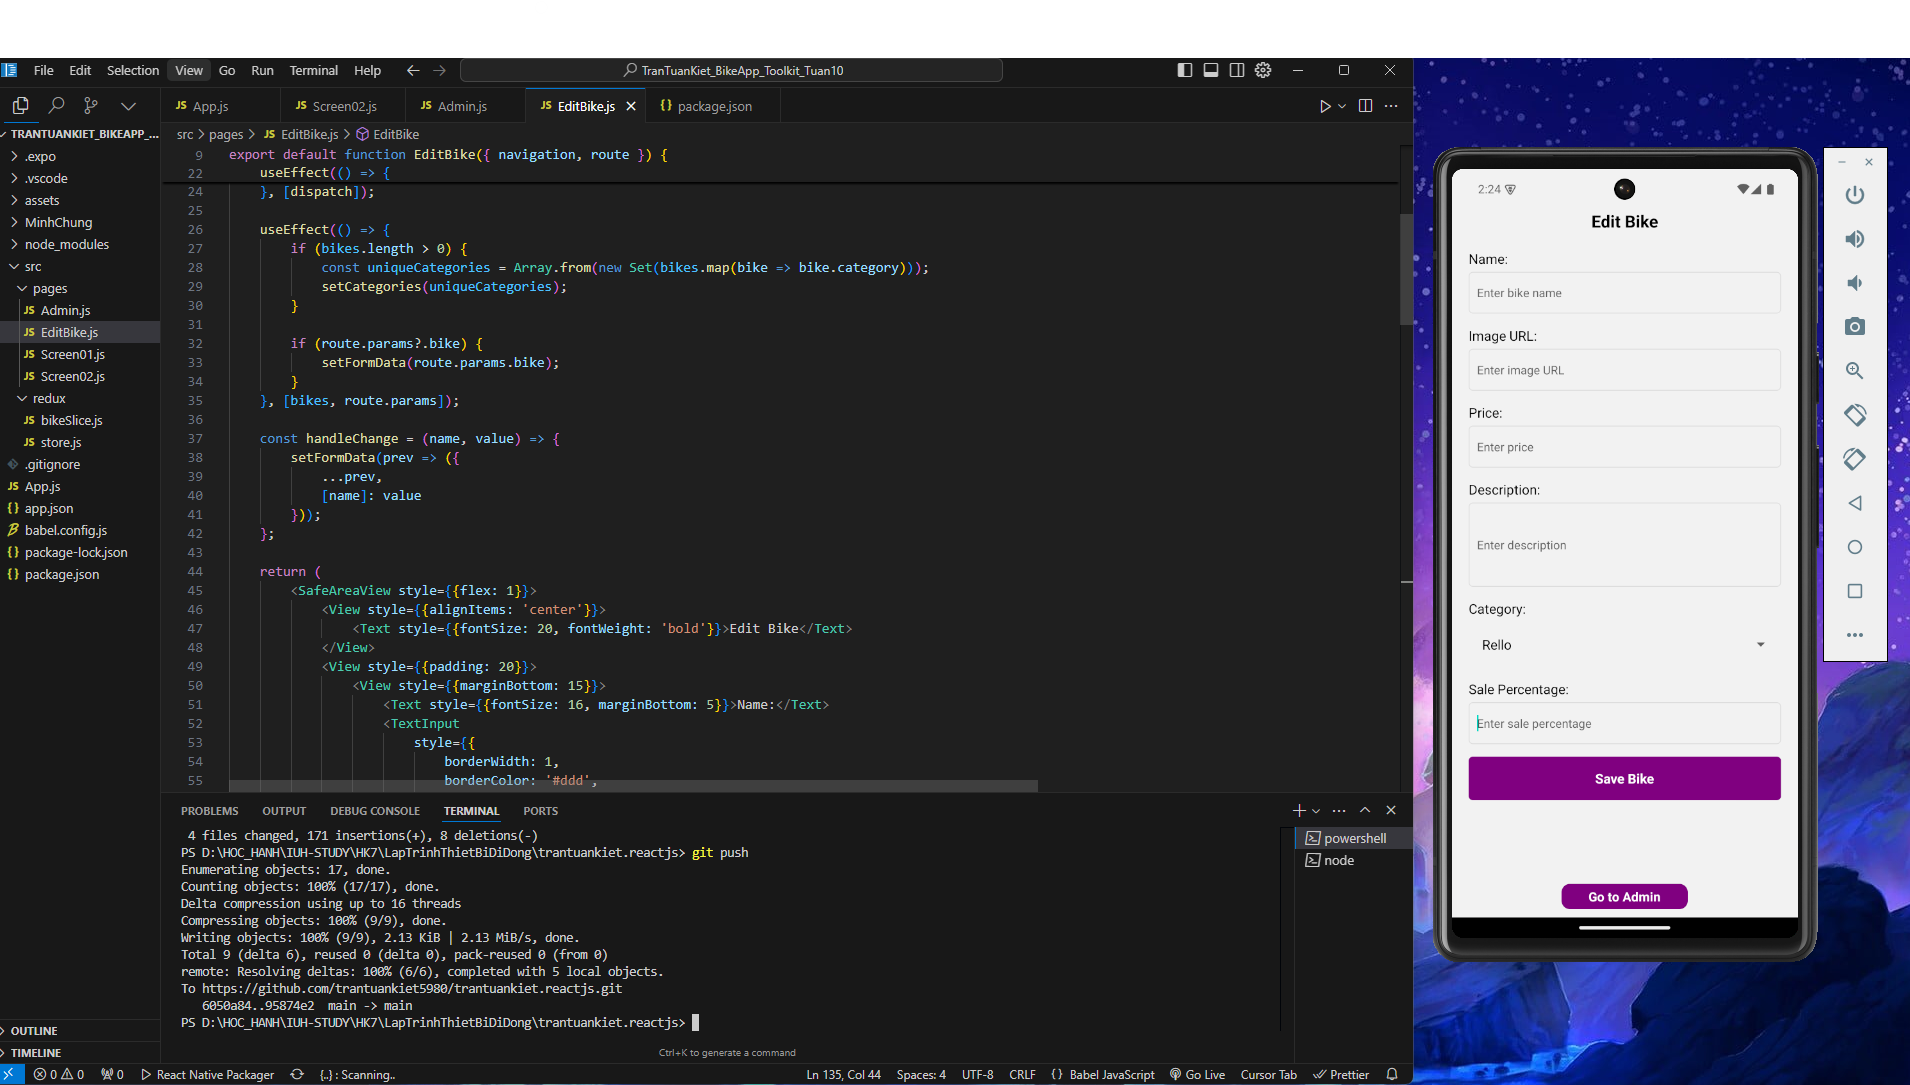 File Edit Selection View Go Run Terminal Help
TranTuanKiet_BikeApp_Toolkit_Tuan10
JS App.js
JS Screen02.js
JS Admin.js
JS EditBike.js
{} package.json
TRANTUANKIET_BIKEAPP_...
.expo
.vscode
assets
MinhChung
node_modules
src
pages
JS Admin.js
JS EditBike.js
JS Screen01.js
JS Screen02.js
redux
JS bikeSlice.js
JS store.js
.gitignore
JS App.js
{} app.json
babel.config.js
{} package-lock.json
{} package.json
OUTLINE
TIMELINE
src > pages > JS EditBike.js > EditBike
9 export default function EditBike({ navigation, route }) {
22 useEffect(() => {
24 }, [dispatch]);
25
26 useEffect(() => {
27 if (bikes.length > 0) {
28 const uniqueCategories = Array.from(new Set(bikes.map(bike => bike.category)));
29 setCategories(uniqueCategories);
30 }
31
32 if (route.params?.bike) {
33 setFormData(route.params.bike);
34 }
35 }, [bikes, route.params]);
36
37 const handleChange = (name, value) => {
38 setFormData(prev => ({
39 ...prev,
40 [name]: value
41 }));
42 };
43
44 return (
45 <SafeAreaView style={{flex: 1}}>
46 <View style={{alignItems: 'center'}}>
47 <Text style={{fontSize: 20, fontWeight: 'bold'}}>Edit Bike</Text>
48 </View>
49 <View style={{padding: 20}}>
50 <View style={{marginBottom: 15}}>
51 <Text style={{fontSize: 16, marginBottom: 5}}>Name:</Text>
52 <TextInput
53 style={{
54 borderWidth: 1,
55 borderColor: '#ddd',
PROBLEMS OUTPUT DEBUG CONSOLE TERMINAL PORTS
4 files changed, 171 insertions(+), 8 deletions(-)
PS D:\HOC_HANH\IUH-STUDY\HK7\LapTrinhThietBiDiDong\trantuankiet.reactjs> git push
Enumerating objects: 17, done.
Counting objects: 100% (17/17), done.
Delta compression using up to 16 threads
Compressing objects: 100% (9/9), done.
Writing objects: 100% (9/9), 2.13 KiB | 2.13 MiB/s, done.
Total 9 (delta 6), reused 0 (delta 0), pack-reused 0 (from 0)
remote: Resolving deltas: 100% (6/6), completed with 5 local objects.
To https://github.com/trantuankiet5980/trantuankiet.reactjs.git
6050a84..95874e2 main -> main
PS D:\HOC_HANH\IUH-STUDY\HK7\LapTrinhThietBiDiDong\trantuankiet.reactjs>
powershell
node
Ctrl+K to generate a command
0 0 0 React Native Packager {..} : Scanning.. Ln 135, Col 44 Spaces: 4 UTF-8 CRLF {} Babel JavaScript Go Live Cursor Tab Prettier
2:24
Edit Bike
Name:
Enter bike name
Image URL:
Enter image URL
Price:
Enter price
Description:
Enter description
Category:
Rello
Sale Percentage:
Enter sale percentage
Save Bike
Go to Admin